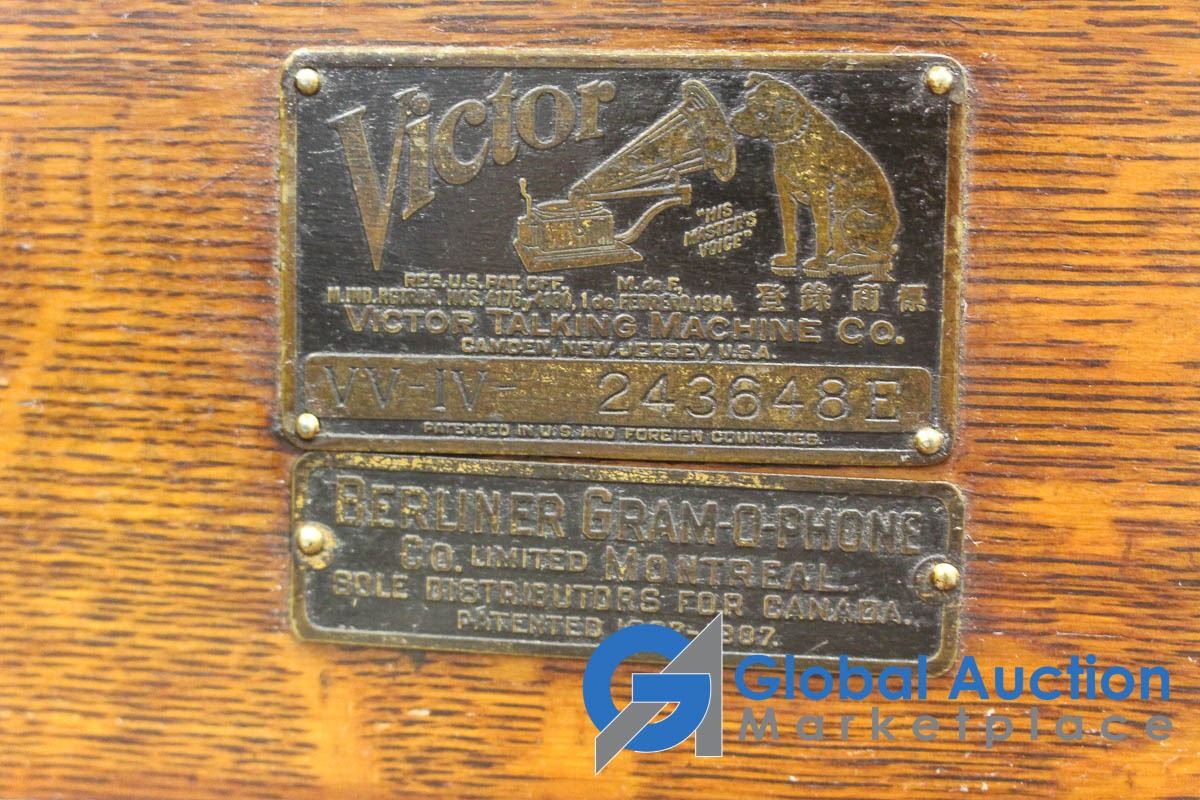 Victor
"HIS
MASTER'S
VOICE"
REG. U.S. PAT. OFF. M. de F.
1 de FEBRERO, 1904. 登錄商票
VICTOR TALKING MACHINE CO.
CAMDEN, NEW JERSEY, U.S.A.
VV-IV- 243648E
PATENTED IN U.S. AND FOREIGN COUNTRIES.
BERLINER GRAM-O-PHONE
CO. LIMITED MONTREAL.
SOLE DISTRIBUTORS FOR CANADA.
PATENTED
GA Global Auction
Marketplace